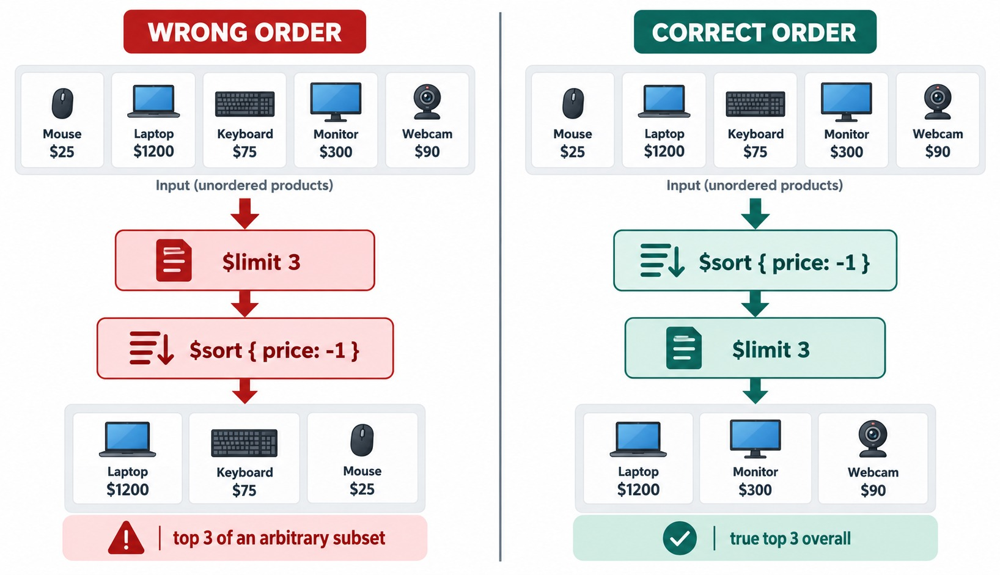 WRONG ORDER
Mouse
$25
Laptop
$1200
Keyboard
$75
Monitor
$300
Webcam
$90
Input (unordered products)
$limit 3
$sort { price: -1 }
Laptop
$1200
Keyboard
$75
Mouse
$25
top 3 of an arbitrary subset
CORRECT ORDER
Mouse
$25
Laptop
$1200
Keyboard
$75
Monitor
$300
Webcam
$90
Input (unordered products)
$sort { price: -1 }
$limit 3
Laptop
$1200
Monitor
$300
Webcam
$90
true top 3 overall